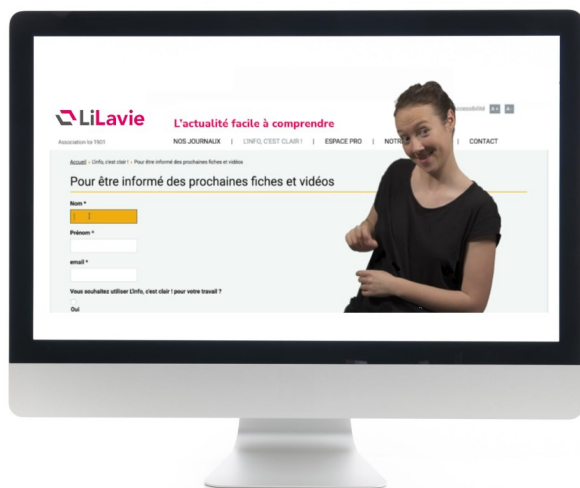 LiLavie
L'actualité facile à comprendre
Accessibilité A+ A-
Association loi 1901
NOS JOURNAUX | L'INFO, C'EST CLAIR ! | ESPACE PRO | NOTRE | CONTACT
Accueil › L'info, c'est clair ! › Pour être informé des prochaines fiches et vidéos
Pour être informé des prochaines fiches et vidéos
Nom *
Prénom *
email *
Vous souhaitez utiliser L'info, c'est clair ! pour votre travail ?
Oui